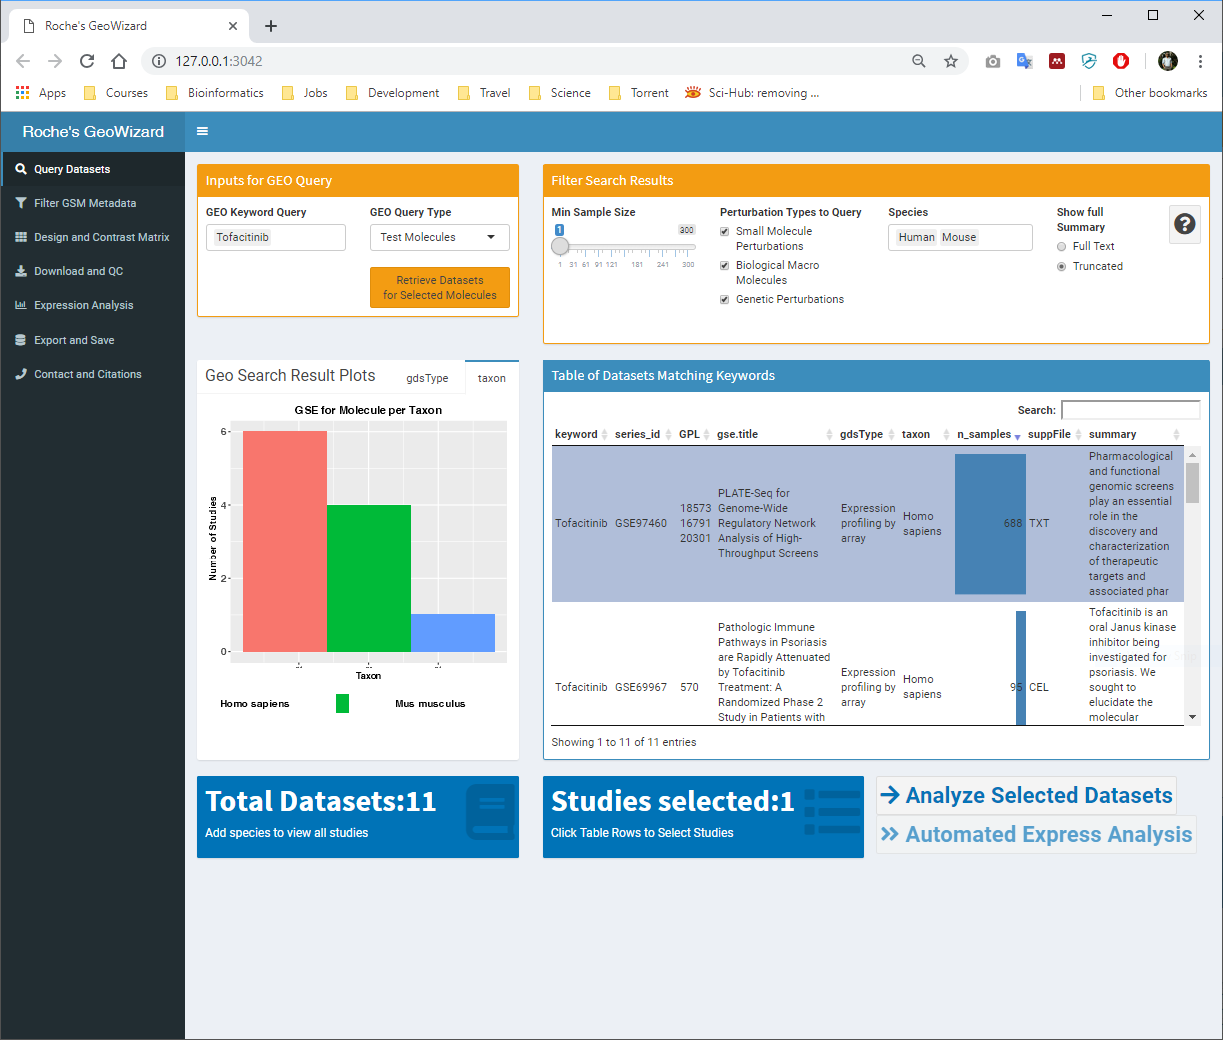 Roche's GeoWizard
127.0.0.1:3042
Apps Courses Bioinformatics Jobs Development Travel Science Torrent Sci-Hub: removing ... Other bookmarks
Roche's GeoWizard
Query Datasets
Filter GSM Metadata
Design and Contrast Matrix
Download and QC
Expression Analysis
Export and Save
Contact and Citations
Inputs for GEO Query
GEO Keyword Query
Tofacitinib
GEO Query Type
Test Molecules
Retrieve Datasets
for Selected Molecules
Filter Search Results
Min Sample Size
1 300
1 31 61 91 121 181 241 300
Perturbation Types to Query
Small Molecule
Perturbations
Biological Macro
Molecules
Genetic Perturbations
Species
Human Mouse
Show full
Summary
Full Text
Truncated
Geo Search Result Plots
gdsType
taxon
GSE for Molecule per Taxon
Number of Studies
6
4
2
0
Taxon
Homo sapiens Mus musculus
Table of Datasets Matching Keywords
Search:
keyword series_id GPL gse.title gdsType taxon n_samples suppFile summary
Tofacitinib
GSE97460
18573
16791
20301
PLATE-Seq for
Genome-Wide
Regulatory Network
Analysis of High-
Throughput Screens
Expression
profiling by
array
Homo
sapiens
688
TXT
Pharmacological
and functional
genomic screens
play an essential
role in the
discovery and
characterization
of therapeutic
targets and
associated phar
Tofacitinib
GSE69967
570
Pathologic Immune
Pathways in Psoriasis
are Rapidly Attenuated
by Tofacitinib
Treatment: A
Randomized Phase 2
Study in Patients with
Expression
profiling by
array
Homo
sapiens
95
CEL
Tofacitinib is an
oral Janus kinase
inhibitor being
investigated for
psoriasis. We
sought to
elucidate the
molecular
Showing 1 to 11 of 11 entries
Total Datasets:11
Add species to view all studies
Studies selected:1
Click Table Rows to Select Studies
Analyze Selected Datasets
Automated Express Analysis